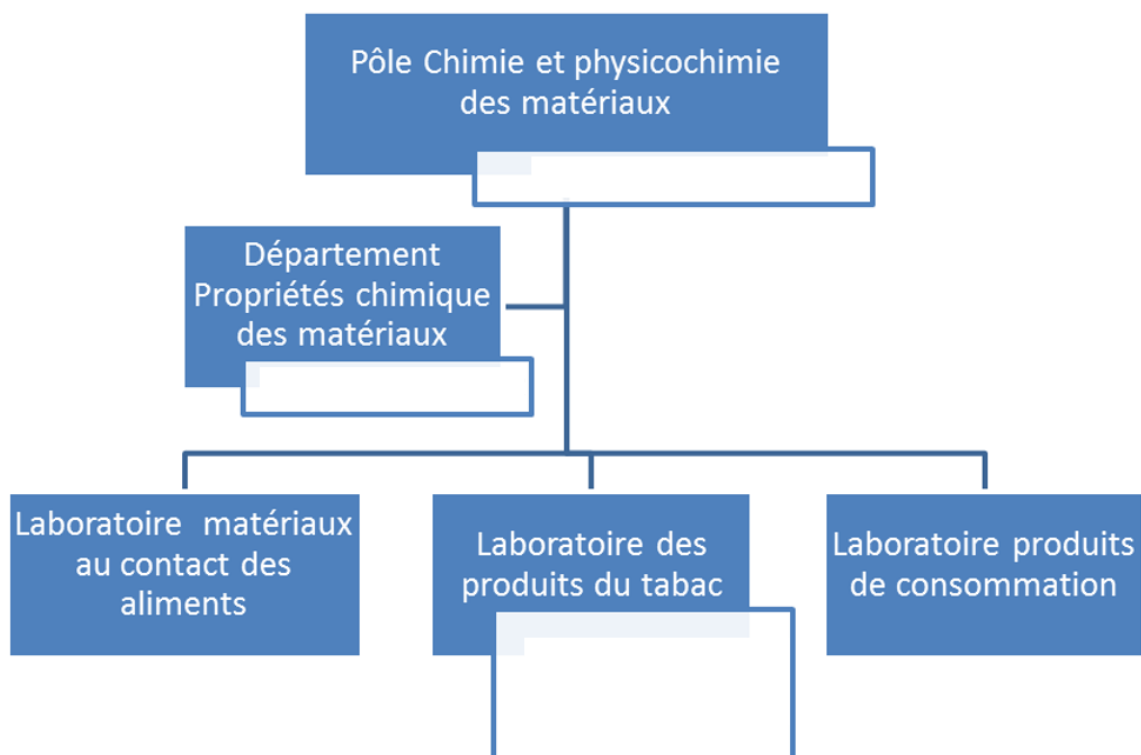 Pôle Chimie et physicochimie
des matériaux
Département
Propriétés chimique
des matériaux
Laboratoire matériaux
au contact des
aliments
Laboratoire des
produits du tabac
Laboratoire produits
de consommation